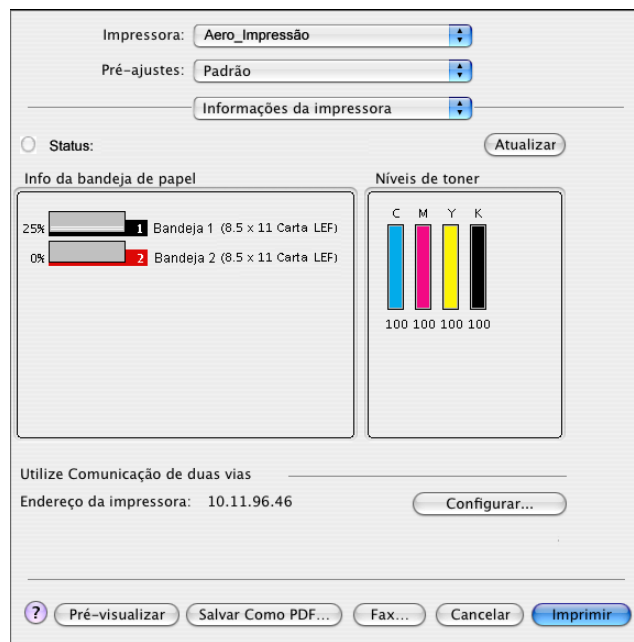 Impressora: Aero_Impressão
Pré-ajustes: Padrão
Informações da impressora
Status: Atualizar
Info da bandeja de papel
25% 1 Bandeja 1 (8.5 x 11 Carta LEF)
0% 2 Bandeja 2 (8.5 x 11 Carta LEF)
Níveis de toner
C M Y K
100 100 100 100
Utilize Comunicação de duas vias
Endereço da impressora: 10.11.96.46 Configurar...
? Pré-visualizar Salvar Como PDF... Fax... Cancelar Imprimir